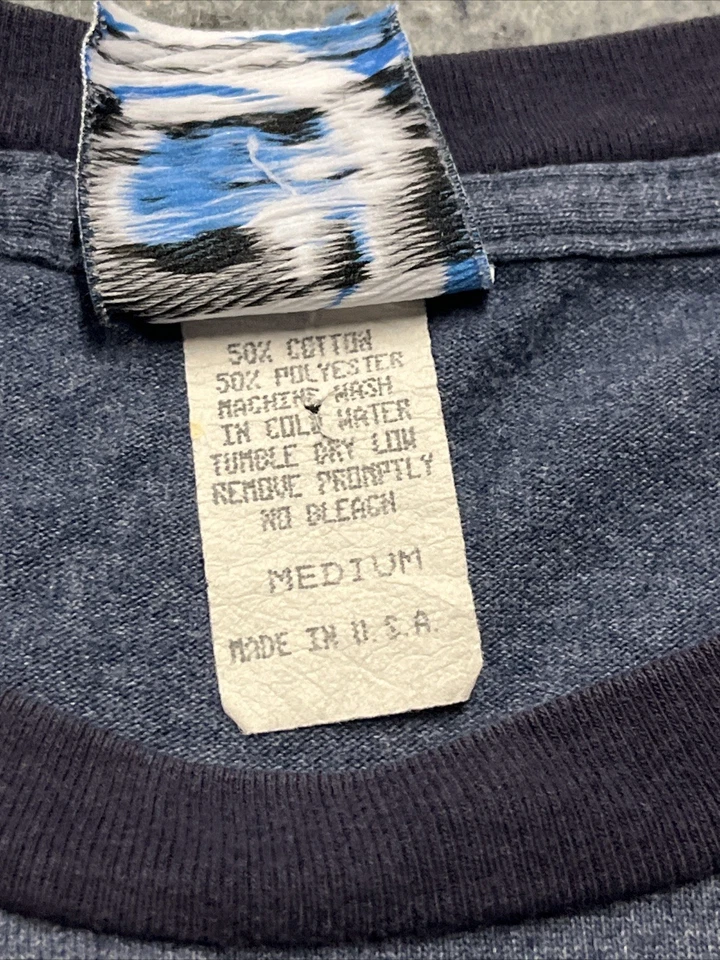 50% COTTON
50% POLYESTER
MACHINE WASH
IN COLD WATER
TUMBLE DRY LOW
REMOVE PROMPTLY
NO BLEACH
MEDIUM
MADE IN U.S.A.